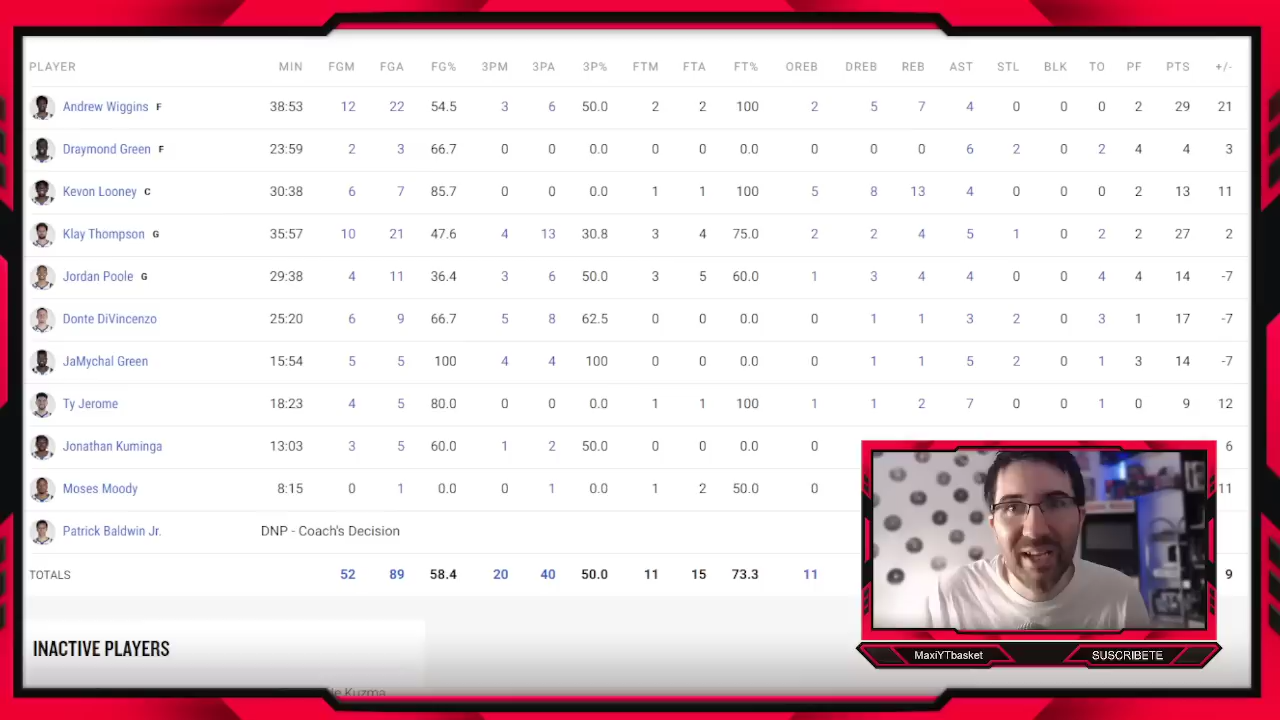 PLAYER MIN FGM FGA FG% 3PM 3PA 3P% FTM FTA FT% OREB DREB REB AST STL BLK TO PF PTS +/-
Andrew Wiggins F 38:53 12 22 54.5 3 6 50.0 2 2 100 2 5 7 4 0 0 0 2 29 21
Draymond Green F 23:59 2 3 66.7 0 0 0.0 0 0 0.0 0 0 0 6 2 0 2 4 4 3
Kevon Looney C 30:38 6 7 85.7 0 0 0.0 1 1 100 5 8 13 4 0 0 0 2 13 11
Klay Thompson G 35:57 10 21 47.6 4 13 30.8 3 4 75.0 2 2 4 5 1 0 2 2 27 2
Jordan Poole G 29:38 4 11 36.4 3 6 50.0 3 5 60.0 1 3 4 4 0 0 4 4 14 -7
Donte DiVincenzo 25:20 6 9 66.7 5 8 62.5 0 0 0.0 0 1 1 3 2 0 3 1 17 -7
JaMychal Green 15:54 5 5 100 4 4 100 0 0 0.0 0 1 1 5 2 0 1 3 14 -7
Ty Jerome 18:23 4 5 80.0 0 0 0.0 1 1 100 1 1 2 7 0 0 1 0 9 12
Jonathan Kuminga 13:03 3 5 60.0 1 2 50.0 0 0 0.0 0 6
Moses Moody 8:15 0 1 0.0 0 1 0.0 1 2 50.0 0 11
Patrick Baldwin Jr. DNP - Coach's Decision
TOTALS 52 89 58.4 20 40 50.0 11 15 73.3 11 9
INACTIVE PLAYERS
Kuzma
MaxiYTbasket SUSCRIBETE